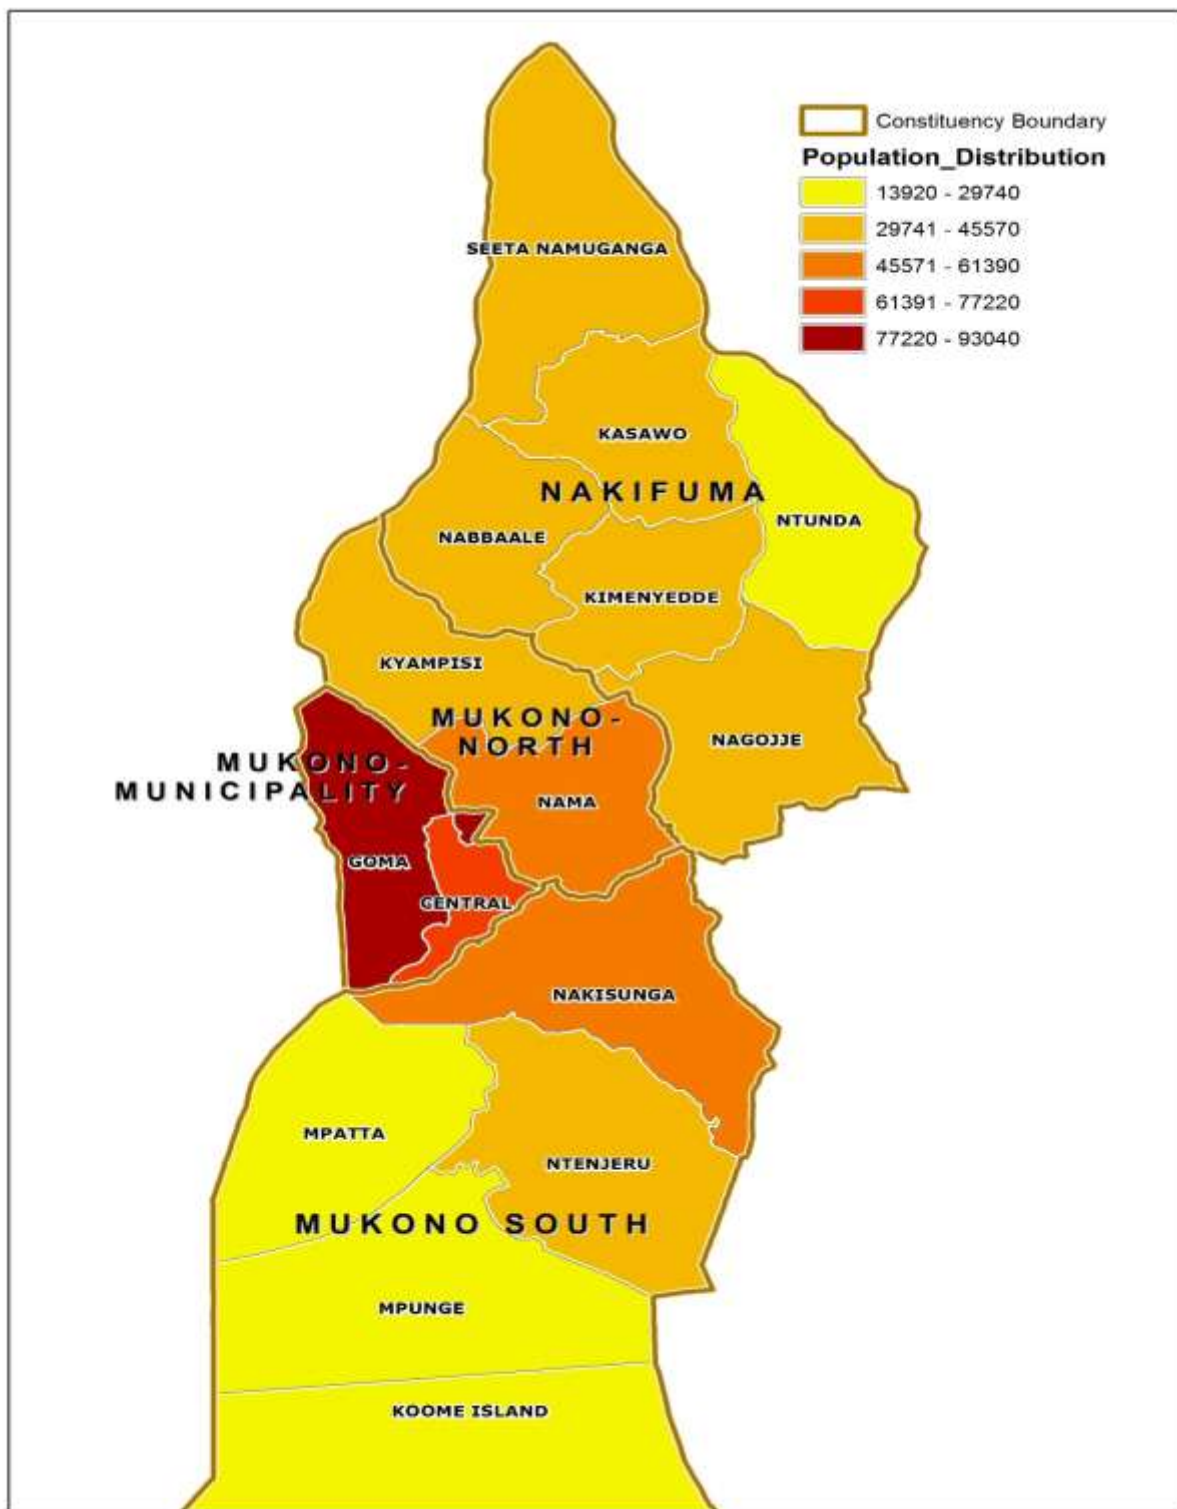 Constituency Boundary
Population_Distribution
13920 - 29740
29741 - 45570
45571 - 61390
61391 - 77220
77220 - 93040
SEETA NAMUGANGA
KASAWO
NAKIFUMA
NTUNDA
NABBAALE
KIMENYEDDE
KYAMPISI
MUKONO-
NORTH
NAGOJJE
MUKONO-
MUNICIPALITY
NAMA
GOMA
CENTRAL
NAKISUNGA
MPATTA
NTENJERU
MUKONO SOUTH
MPUNGE
KOOME ISLAND